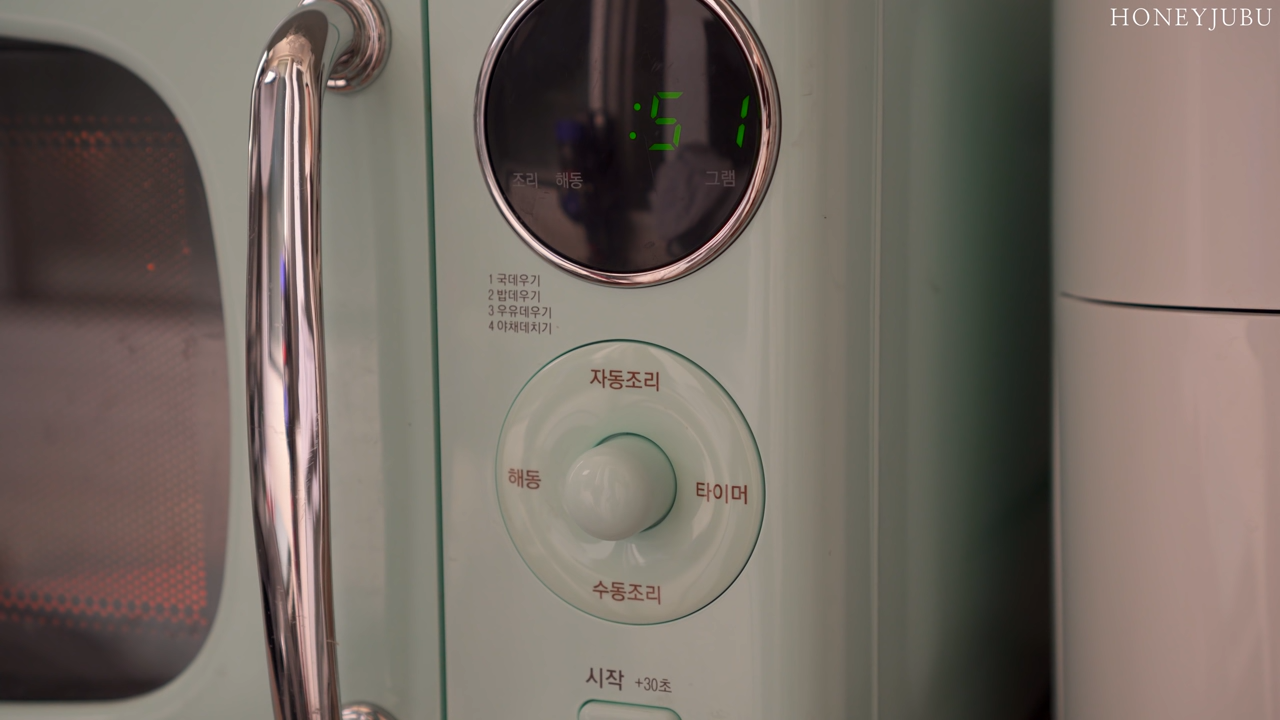 HONEYJUBU
:51
조리 해동 그램
1 국데우기
2 밥데우기
3 우유데우기
4 야채데치기
자동조리
해동
타이머
수동조리
시작 +30초